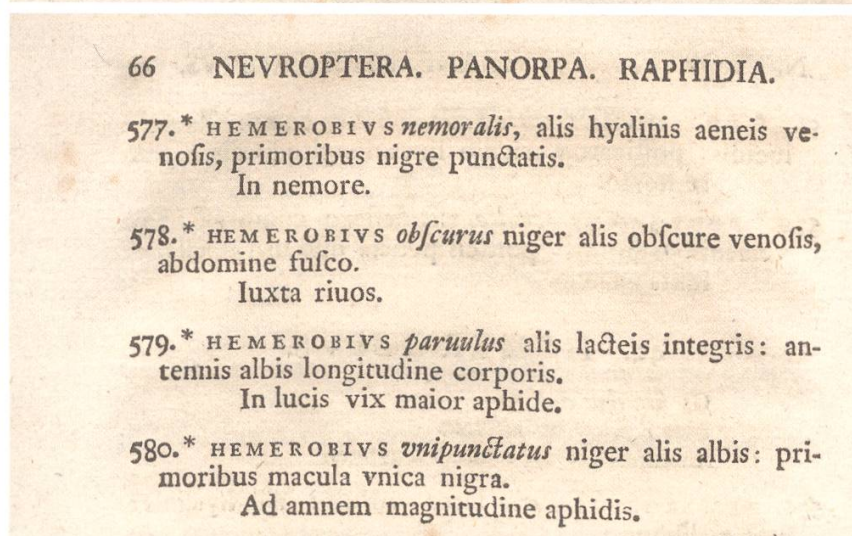 66 NEVROPTERA. PANORPA. RAPHIDIA.
577.* HEMEROBIVS nemoralis, alis hyalinis aeneis ve-
noſis, primoribus nigre punctatis.
In nemore.
578.* HEMEROBIVS obſcurus niger alis obſcure venoſis,
abdomine fuſco.
Iuxta riuos.
579.* HEMEROBIVS paruulus alis lacteis integris: an-
tennis albis longitudine corporis.
In lucis vix maior aphide.
580.* HEMEROBIVS vnipunctatus niger alis albis: pri-
moribus macula vnica nigra.
Ad amnem magnitudine aphidis.